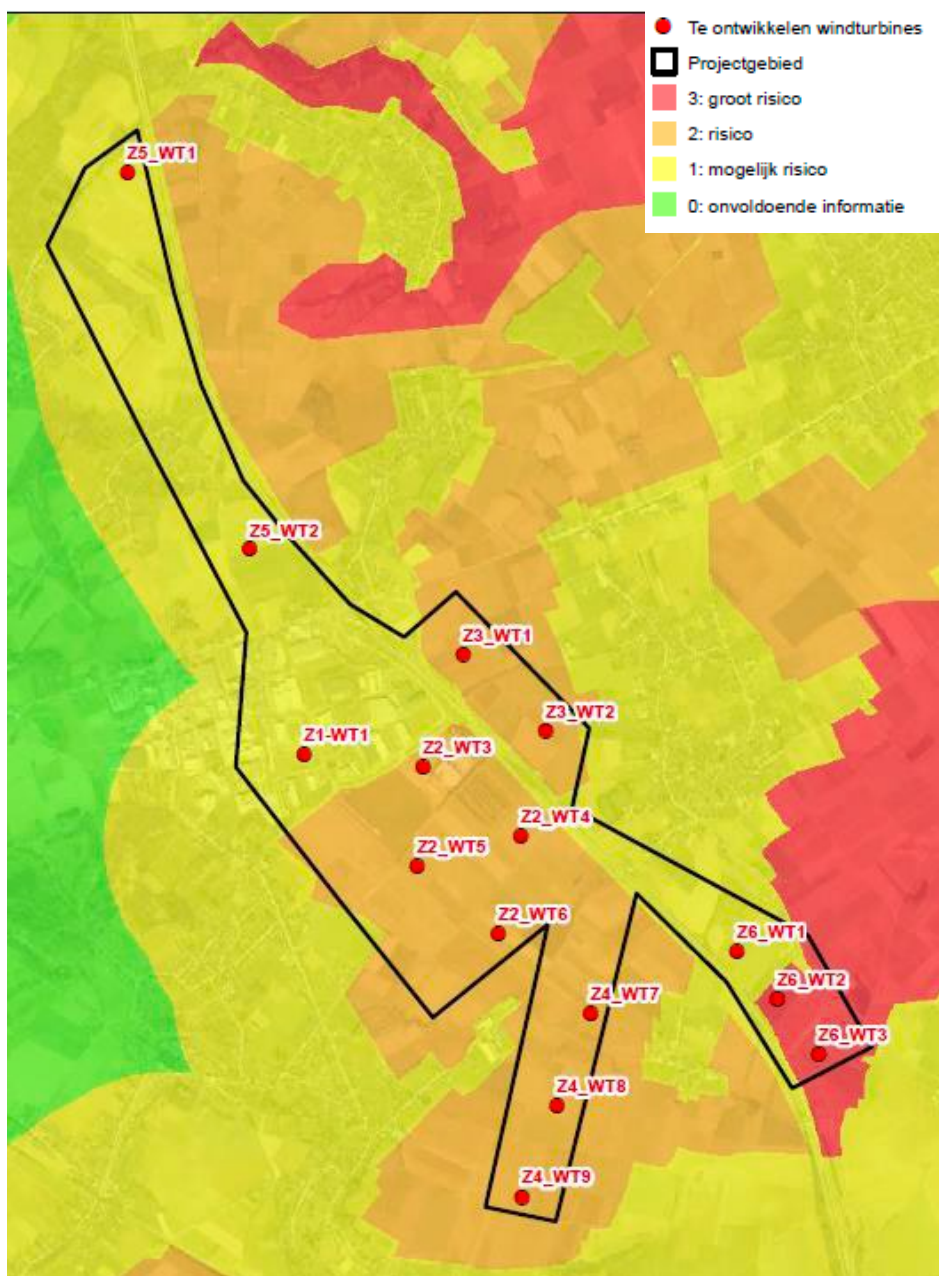 Te ontwikkelen windturbines
Projectgebied
3: groot risico
2: risico
1: mogelijk risico
0: onvoldoende informatie
Z5_WT1
Z5_WT2
Z3_WT1
Z3_WT2
Z1-WT1
Z2_WT3
Z2_WT4
Z2_WT5
Z2_WT6
Z6_WT1
Z6_WT2
Z4_WT7
Z6_WT3
Z4_WT8
Z4_WT9